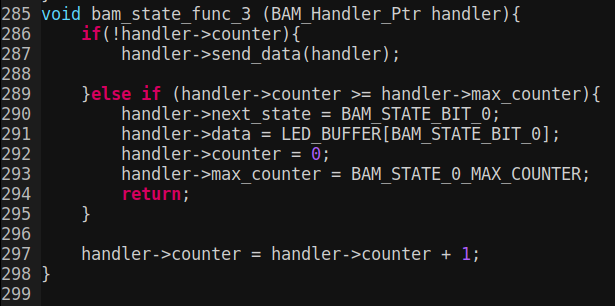 285 void bam_state_func_3 (BAM_Handler_Ptr handler){
286     if(!handler->counter){
287         handler->send_data(handler);
288
289     }else if (handler->counter >= handler->max_counter){
290         handler->next_state = BAM_STATE_BIT_0;
291         handler->data = LED_BUFFER[BAM_STATE_BIT_0];
292         handler->counter = 0;
293         handler->max_counter = BAM_STATE_0_MAX_COUNTER;
294         return;
295     }
296
297     handler->counter = handler->counter + 1;
298 }
299